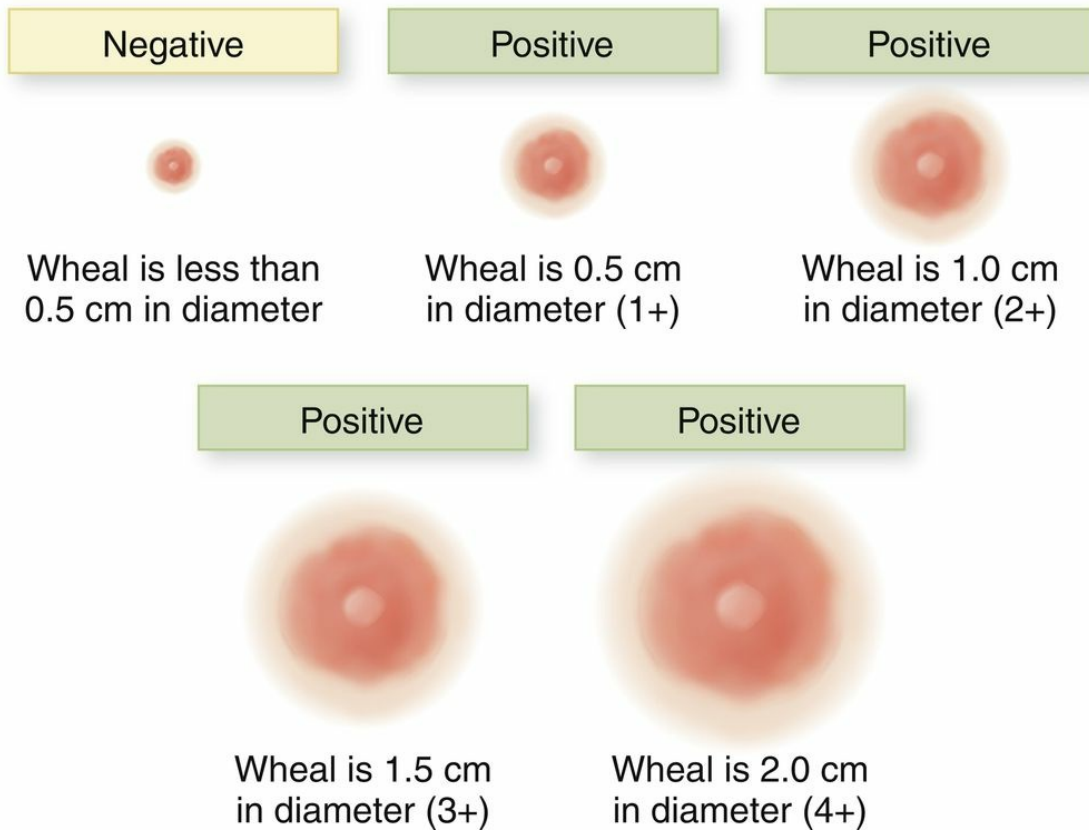 Negative
Positive
Positive
Wheal is less than
0.5 cm in diameter
Wheal is 0.5 cm
in diameter (1+)
Wheal is 1.0 cm
in diameter (2+)
Positive
Positive
Wheal is 1.5 cm
in diameter (3+)
Wheal is 2.0 cm
in diameter (4+)